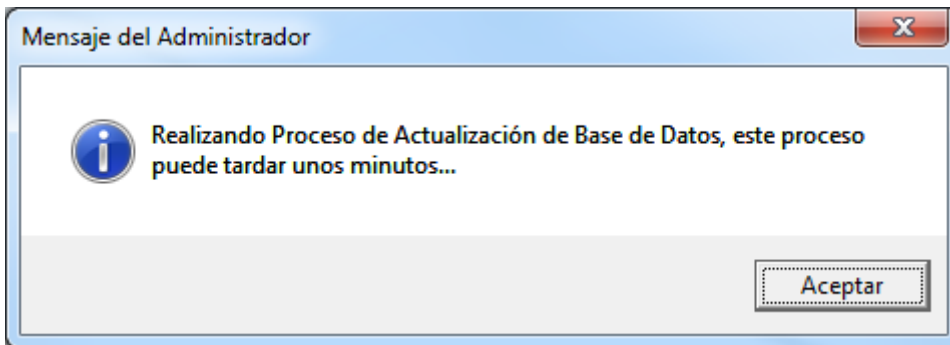 Mensaje del Administrador
Realizando Proceso de Actualización de Base de Datos, este proceso
puede tardar unos minutos...
Aceptar